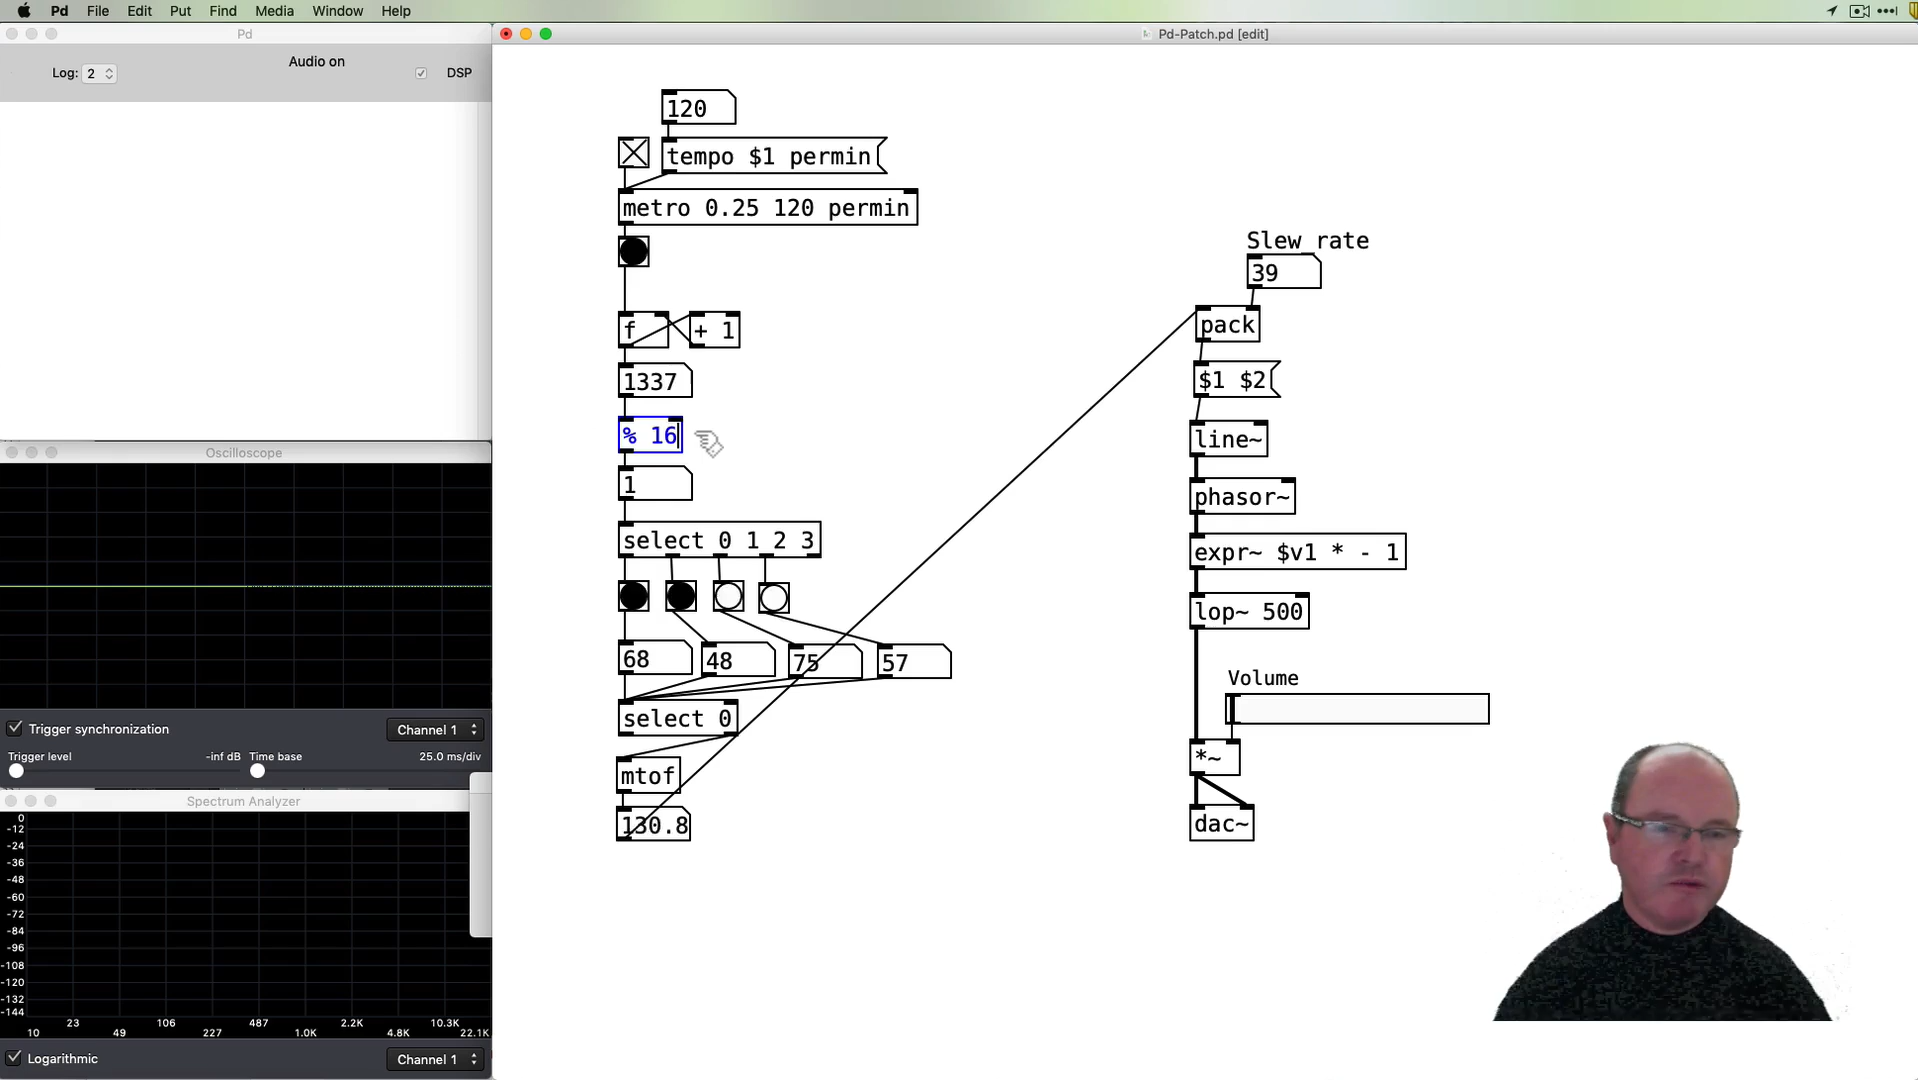 Pd File Edit Put Find Media Window Help
Pd
Audio on
Log: 2
DSP
Pd-Patch.pd [edit]
120
tempo $1 permin
metro 0.25 120 permin
f
+ 1
1337
% 16
1
select 0 1 2 3
68
48
75
57
select 0
mtof
130.8
Slew rate
39
pack
$1 $2
line~
phasor~
expr~ $v1 * - 1
lop~ 500
Volume
*~
dac~
Oscilloscope
Trigger synchronization
Channel 1
Trigger level
-inf dB
Time base
25.0 ms/div
Spectrum Analyzer
0
-12
-24
-36
-48
-60
-72
-84
-96
-108
-120
-132
-144
23 106 487 2.2K 10.3K
10 49 227 1.0K 4.8K 22.1K
Logarithmic
Channel 1